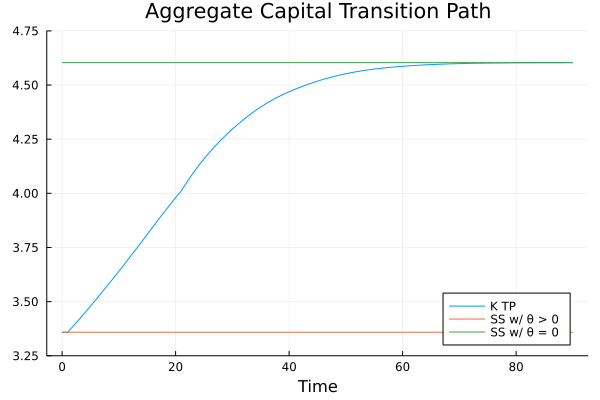 Aggregate Capital Transition Path
4.75
4.50
4.25
4.00
3.75
3.50
3.25
K TP
SS w/ θ > 0
SS w/ θ = 0
0
20
40
60
80
Time